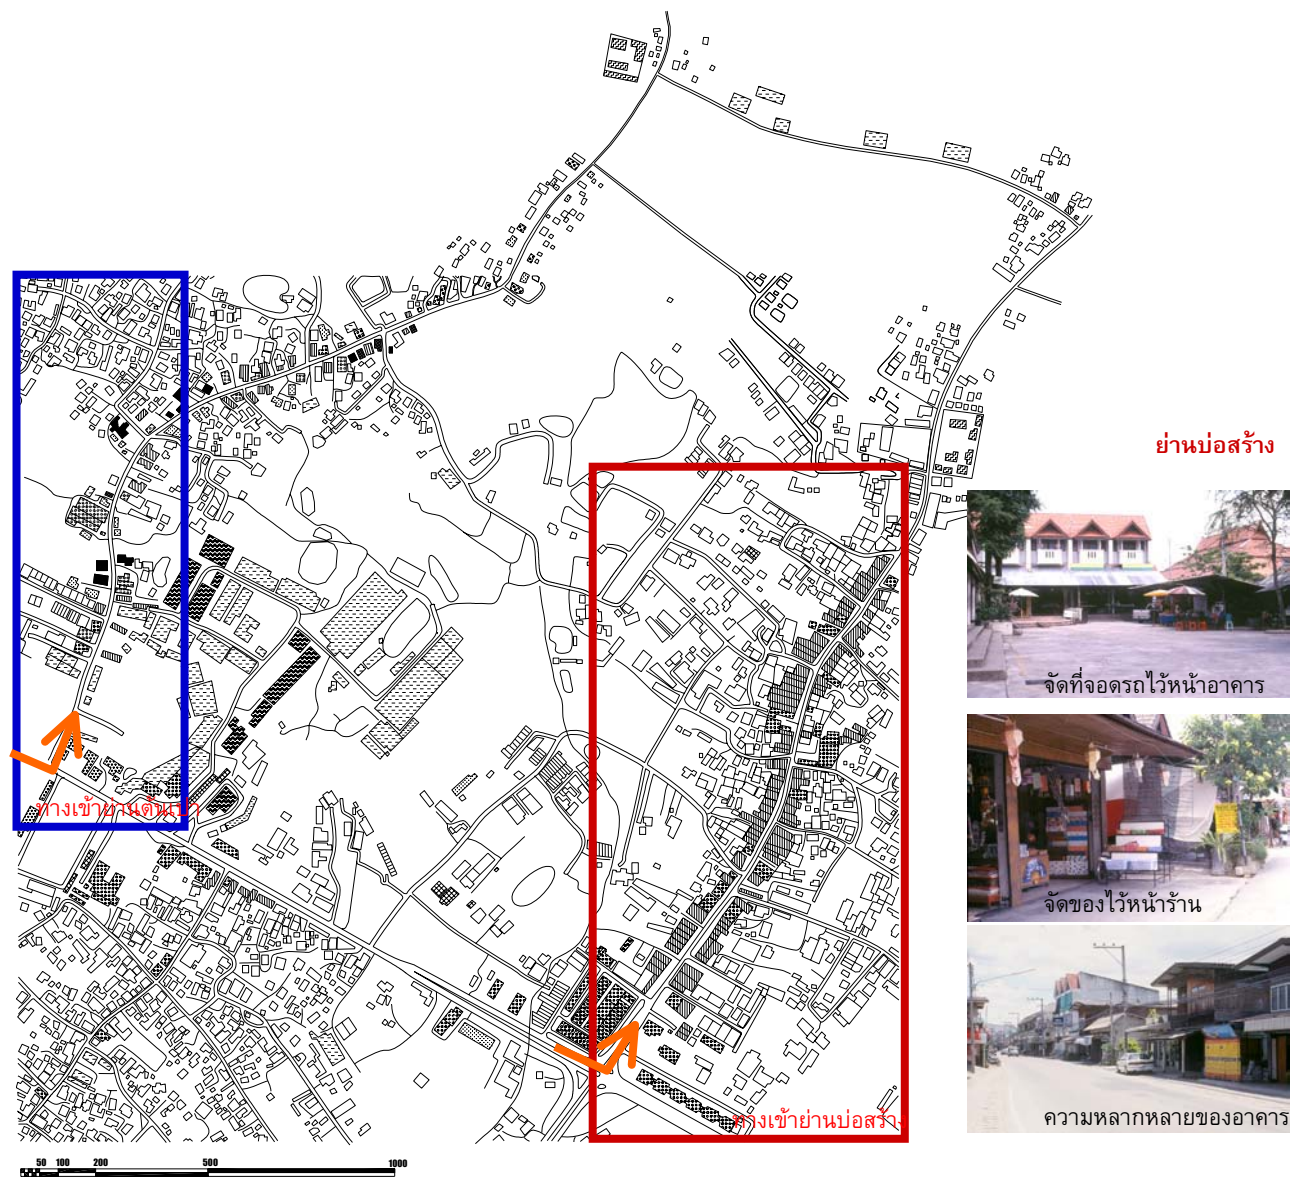 ย่านบ่อสร้าง
จัดที่จอดรถไว้หน้าอาคาร
จัดของไว้หน้าร้าน
ความหลากหลายของอาคาร
ทางเข้าย่านต้นเปา
ทางเข้าย่านบ่อสร้าง
50 100 200 500 1000